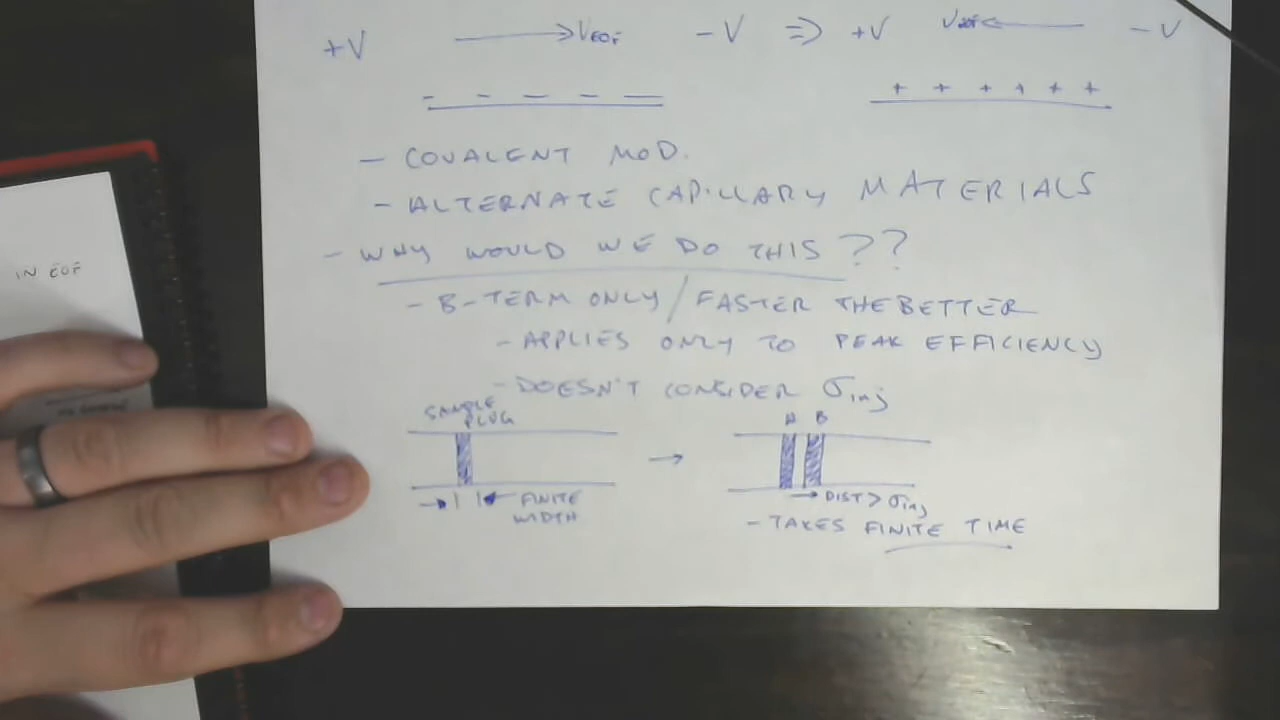 +V → VEOF -V ⇒ +V ← -V
- - - - - + + + + + +
- COVALENT MOD.
- ALTERNATE CAPILLARY MATERIALS
- WHY WOULD WE DO THIS ??
- B-TERM ONLY / FASTER THE BETTER
- APPLIES ONLY TO PEAK EFFICIENCY
- DOESN'T CONSIDER σinj
SAMPLE
PLUG
A B
→
FINITE
WIDTH
→ DIST > σinj
- TAKES FINITE TIME
IN EOF